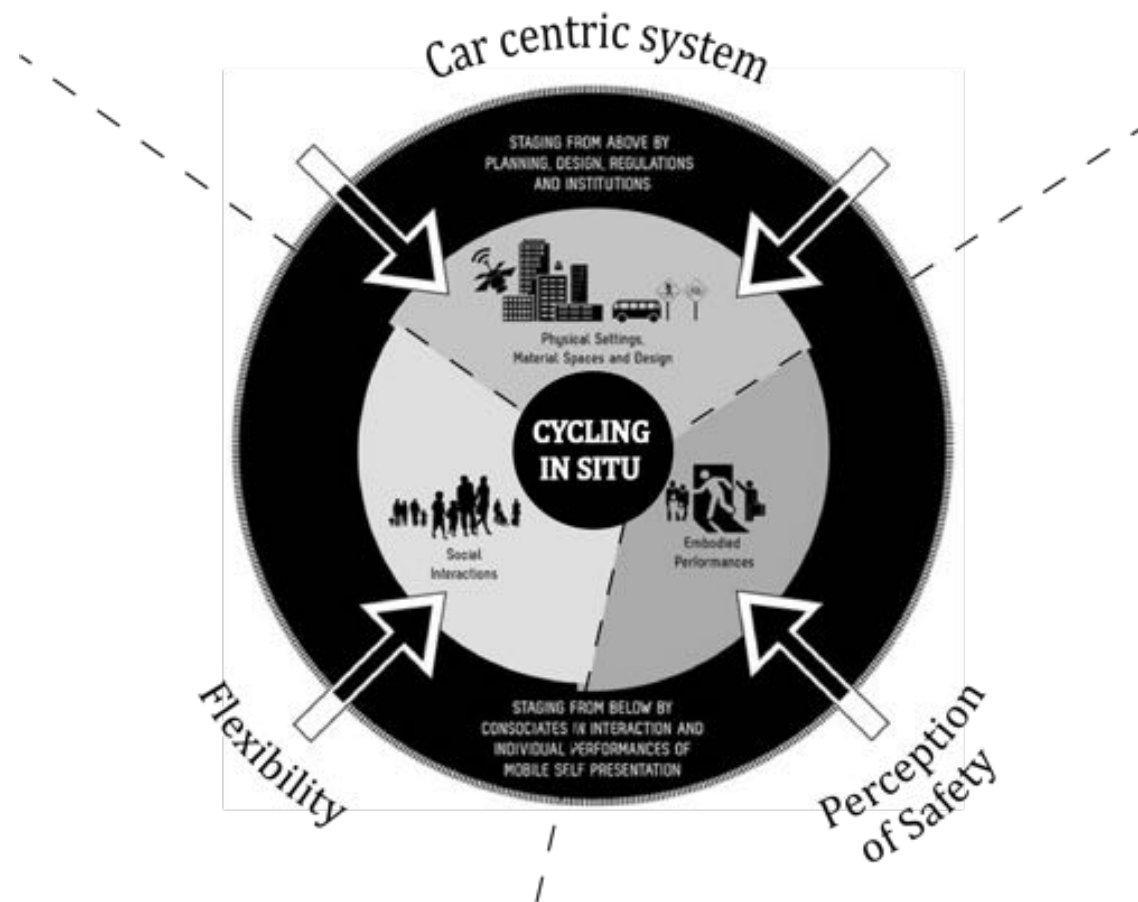 Car centric system
STAGING FROM ABOVE BY
PLANNING, DESIGN, REGULATIONS
AND INSTITUTIONS
Physical Settings,
Material Spaces and Design
CYCLING
IN SITU
Social
Interactions
Embodied
Performances
STAGING FROM BELOW BY
CONSOCIATES IN INTERACTION AND
INDIVIDUAL PERFORMANCES OF
MOBILE SELF PRESENTATION
Flexibility
Perception
of Safety